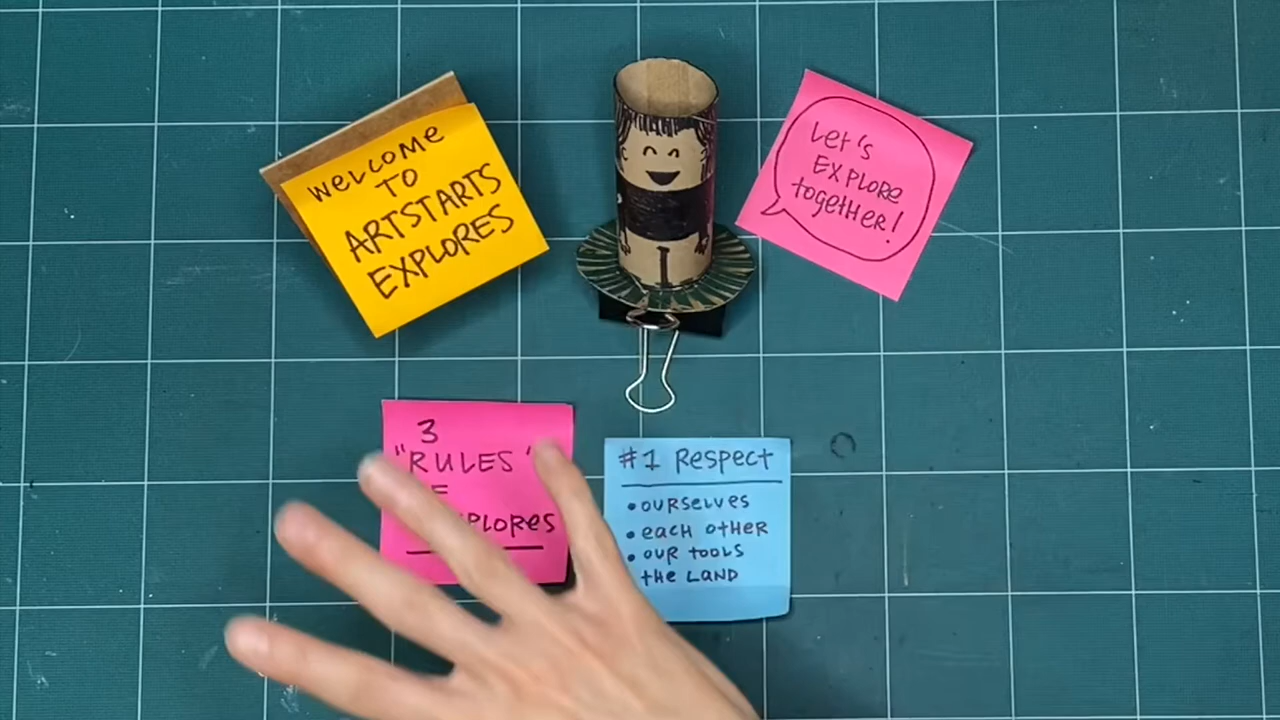 WELCOME
TO
ARTSTARTS
EXPLORES
Let's
EXPLORE
together!
3
"RULES"
#1 Respect
• OURSELVES
• each other
• our tools
the LAND